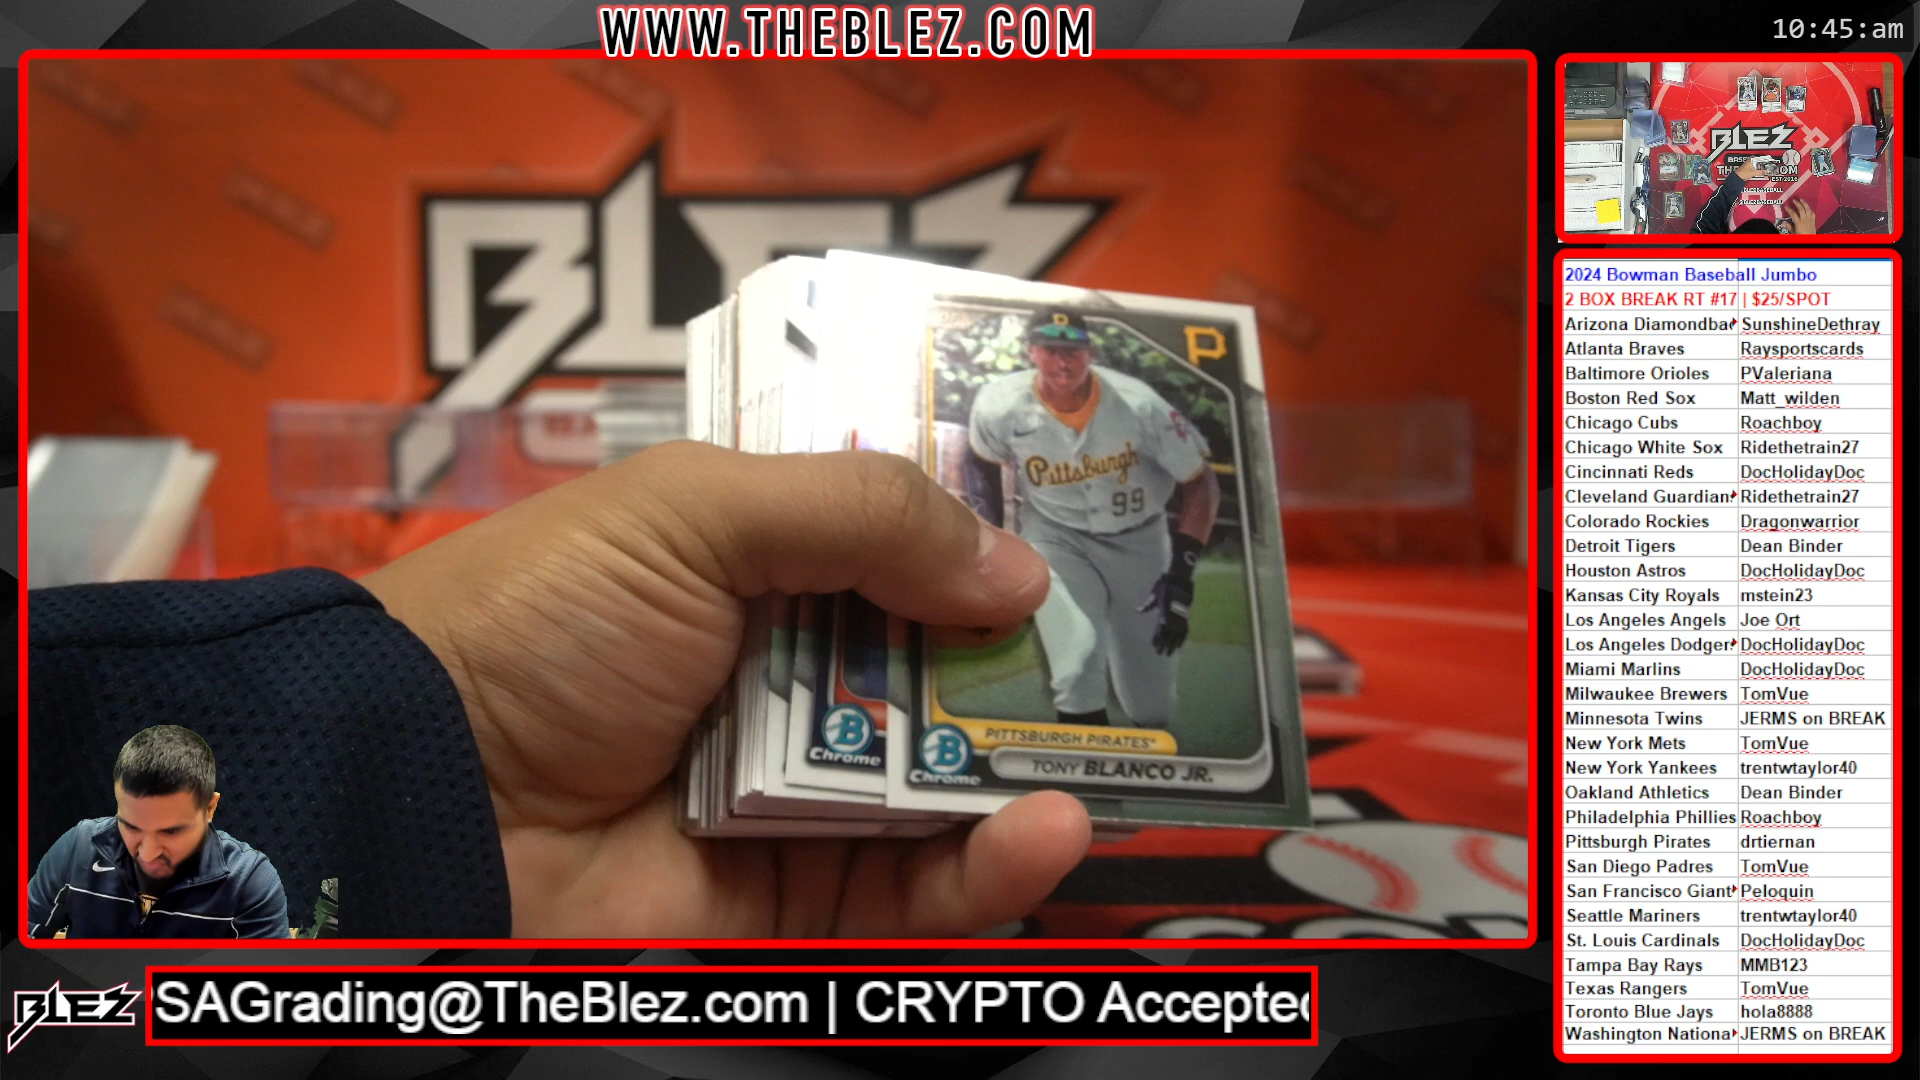 WWW.THEBLEZ.COM
10:45:am
BLEZ
P
Pittsburgh
99
PITTSBURGH PIRATES
TONY BLANCO JR.
B
Chrome
B
Chrome
BLEZ
2024 Bowman Baseball Jumbo
2 BOX BREAK RT #17 | $25/SPOT
Arizona Diamondba SunshineDethray
Atlanta Braves Raysportscards
Baltimore Orioles PValeriana
Boston Red Sox Matt_wilden
Chicago Cubs Roachboy
Chicago White Sox Ridethetrain27
Cincinnati Reds DocHolidayDoc
Cleveland Guardian Ridethetrain27
Colorado Rockies Dragonwarrior
Detroit Tigers Dean Binder
Houston Astros DocHolidayDoc
Kansas City Royals mstein23
Los Angeles Angels Joe Ort
Los Angeles Dodger DocHolidayDoc
Miami Marlins DocHolidayDoc
Milwaukee Brewers TomVue
Minnesota Twins JERMS on BREAK
New York Mets TomVue
New York Yankees trentwtaylor40
Oakland Athletics Dean Binder
Philadelphia Phillies Roachboy
Pittsburgh Pirates drtiernan
San Diego Padres TomVue
San Francisco Giant Peloquin
Seattle Mariners trentwtaylor40
St. Louis Cardinals DocHolidayDoc
Tampa Bay Rays MMB123
Texas Rangers TomVue
Toronto Blue Jays hola8888
Washington Nationa JERMS on BREAK
BLEZ
SAGrading@TheBlez.com | CRYPTO Accepted